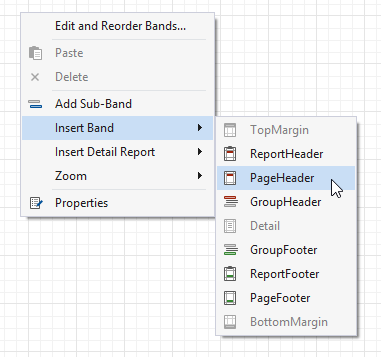 Edit and Reorder Bands...
Paste
Delete
Add Sub-Band
Insert Band
Insert Detail Report
Zoom
Properties
TopMargin
ReportHeader
PageHeader
GroupHeader
Detail
GroupFooter
ReportFooter
PageFooter
BottomMargin